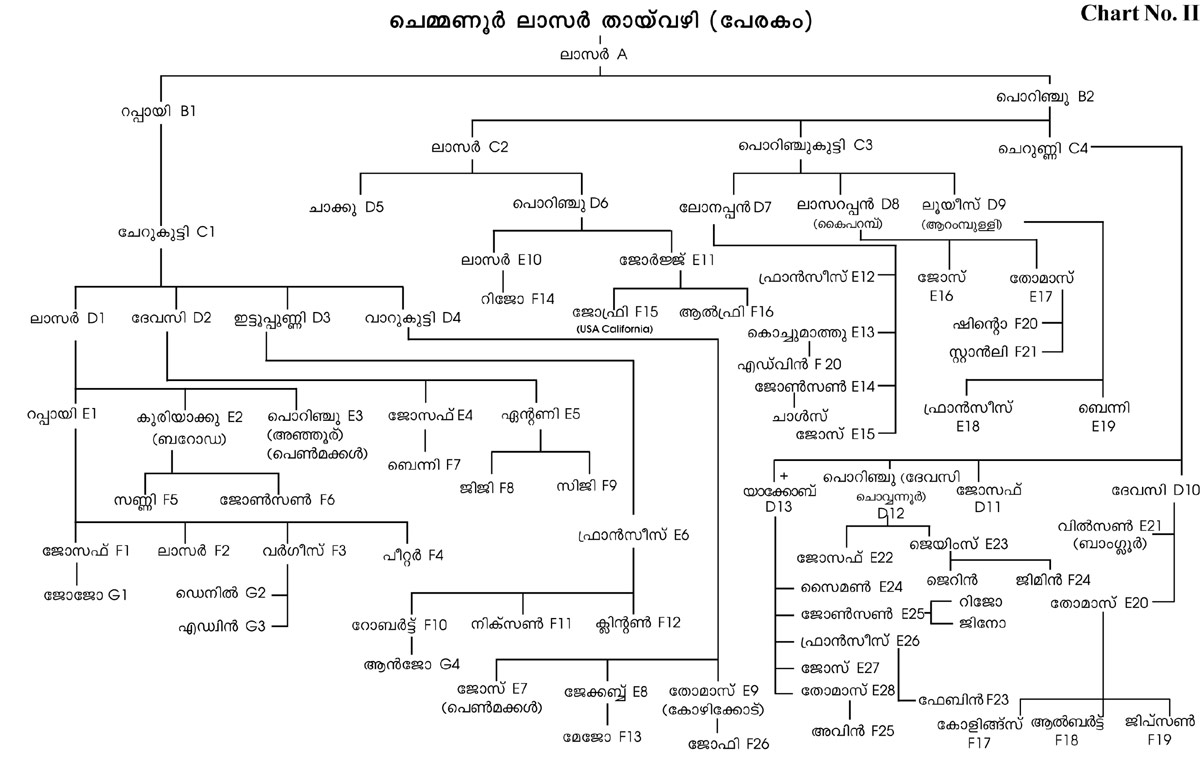 ചെമ്മണൂർ ലാസർ തായ്‌വഴി (പേരകം)
Chart No. II
ലാസർ A
റപ്പായി B1
പൊറിഞ്ചു B2
ലാസർ C2
പൊറിഞ്ചുകുട്ടി C3
ചെറുണ്ണി C4
ചാക്കു D5
പൊറിഞ്ചു D6
ലോനപ്പൻ D7
ലാസറപ്പൻ D8
(കൈപറമ്പ്)
ലൂയീസ് D9
(ആറംമ്പുള്ളി)
ചേറുകുട്ടി C1
ലാസർ E10
ജോർജ്ജ് E11
ഫ്രാൻസീസ് E12
ജോസ്
E16
തോമാസ്
E17
റിജോ F14
ലാസർ D1
ദേവസി D2
ഇട്ടൂപ്പുണ്ണി D3
വാറുകുട്ടി D4
ജോഫ്രി F15
(USA California)
ആൽഫ്രി F16
കൊച്ചുമാത്തു E13
ഷിന്റൊ F20
എഡ്‌വിൻ F 20
സ്റ്റാൻലി F21
ജോൺസൺ E14
റപ്പായി E1
കുരിയാക്കു E2
(ബറോഡ)
പൊറിഞ്ചു E3
(അഞ്ഞൂര്)
(പെൺമക്കൾ)
ജോസഫ് E4
ഏന്റണി E5
ചാൾസ്
ജോസ് E15
ഫ്രാൻസീസ്
E18
ബെന്നി
E19
ബെന്നി F7
ജിജി F8
സിജി F9
സണ്ണി F5
ജോൺസൺ F6
+
യാക്കോബ്
D13
പൊറിഞ്ചു (ദേവസി
ചൊവ്വന്നൂർ)
D12
ജോസഫ്
D11
ദേവസി D10
ഫ്രാൻസീസ് E6
വിൽസൺ E21
(ബാംഗ്ലൂർ)
ജോസഫ് F1
ലാസർ F2
വർഗീസ് F3
പീറ്റർ F4
ജോസഫ് E22
ജെയിംസ് E23
ജോജോ G1
ഡെനിൽ G2
എഡ്വിൻ G3
ജെറിൻ
ജിമിൻ F24
സൈമൺ E24
ജോൺസൺ E25
റിജോ
ജിനോ
തോമാസ് E20
റോബർട്ട് F10
നിക്സൺ F11
ക്ലിന്റൺ F12
ഫ്രാൻസീസ് E26
ആൻജോ G4
ജോസ് E27
ജോസ് E7
(പെൺമക്കൾ)
ജേക്കബ്ബ് E8
തോമാസ് E9
(കോഴിക്കോട്)
തോമാസ് E28
ഫേബിൻ F23
മേജോ F13
ജോഫി F26
അവിൻ F25
കോളിങ്ങ്സ്
F17
ആൽബർട്ട്
F18
ജിപ്സൺ
F19